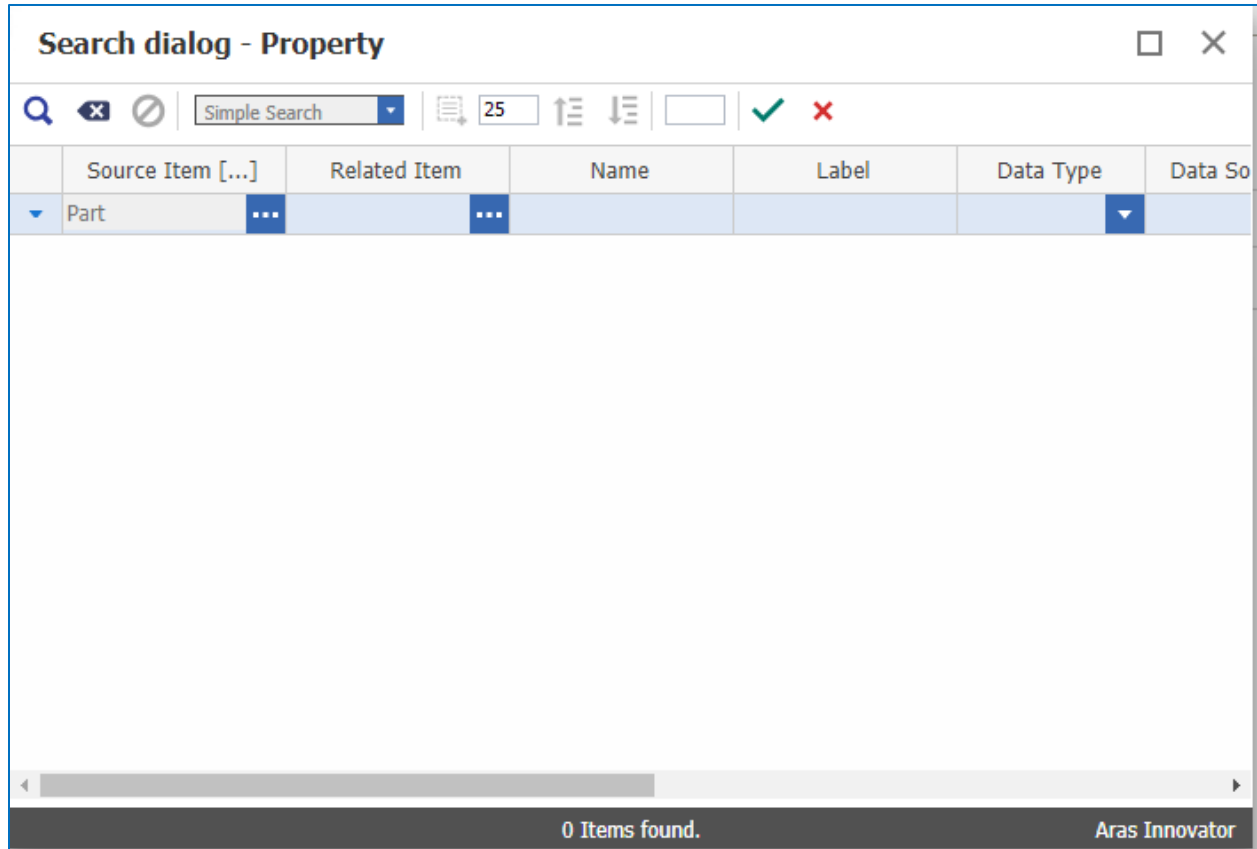 Search dialog - Property
Simple Search 25
Source Item [...] Related Item Name Label Data Type Data So
Part
0 Items found. Aras Innovator